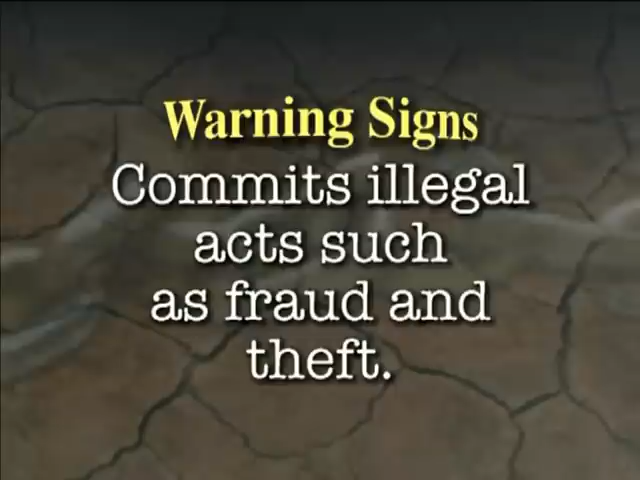 Warning Signs
Commits illegal
acts such
as fraud and
theft.